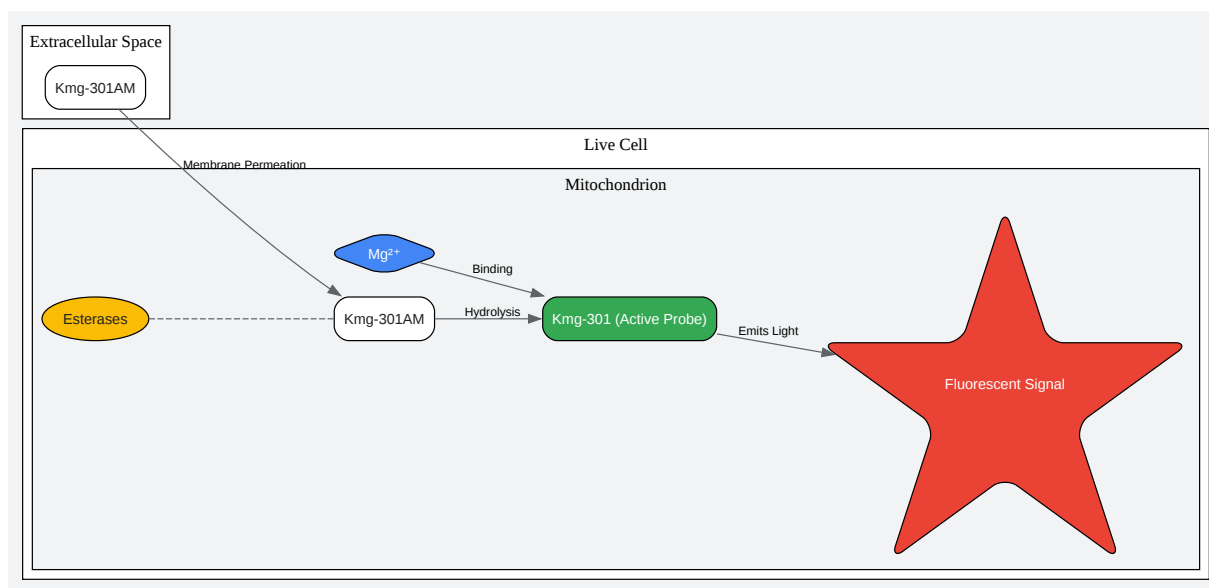 Extracellular Space
Kmg-301AM
Membrane Permeation
Live Cell
Mitochondrion
Mg²⁺
Binding
Esterases
Kmg-301AM
Hydrolysis
Kmg-301 (Active Probe)
Emits Light
Fluorescent Signal